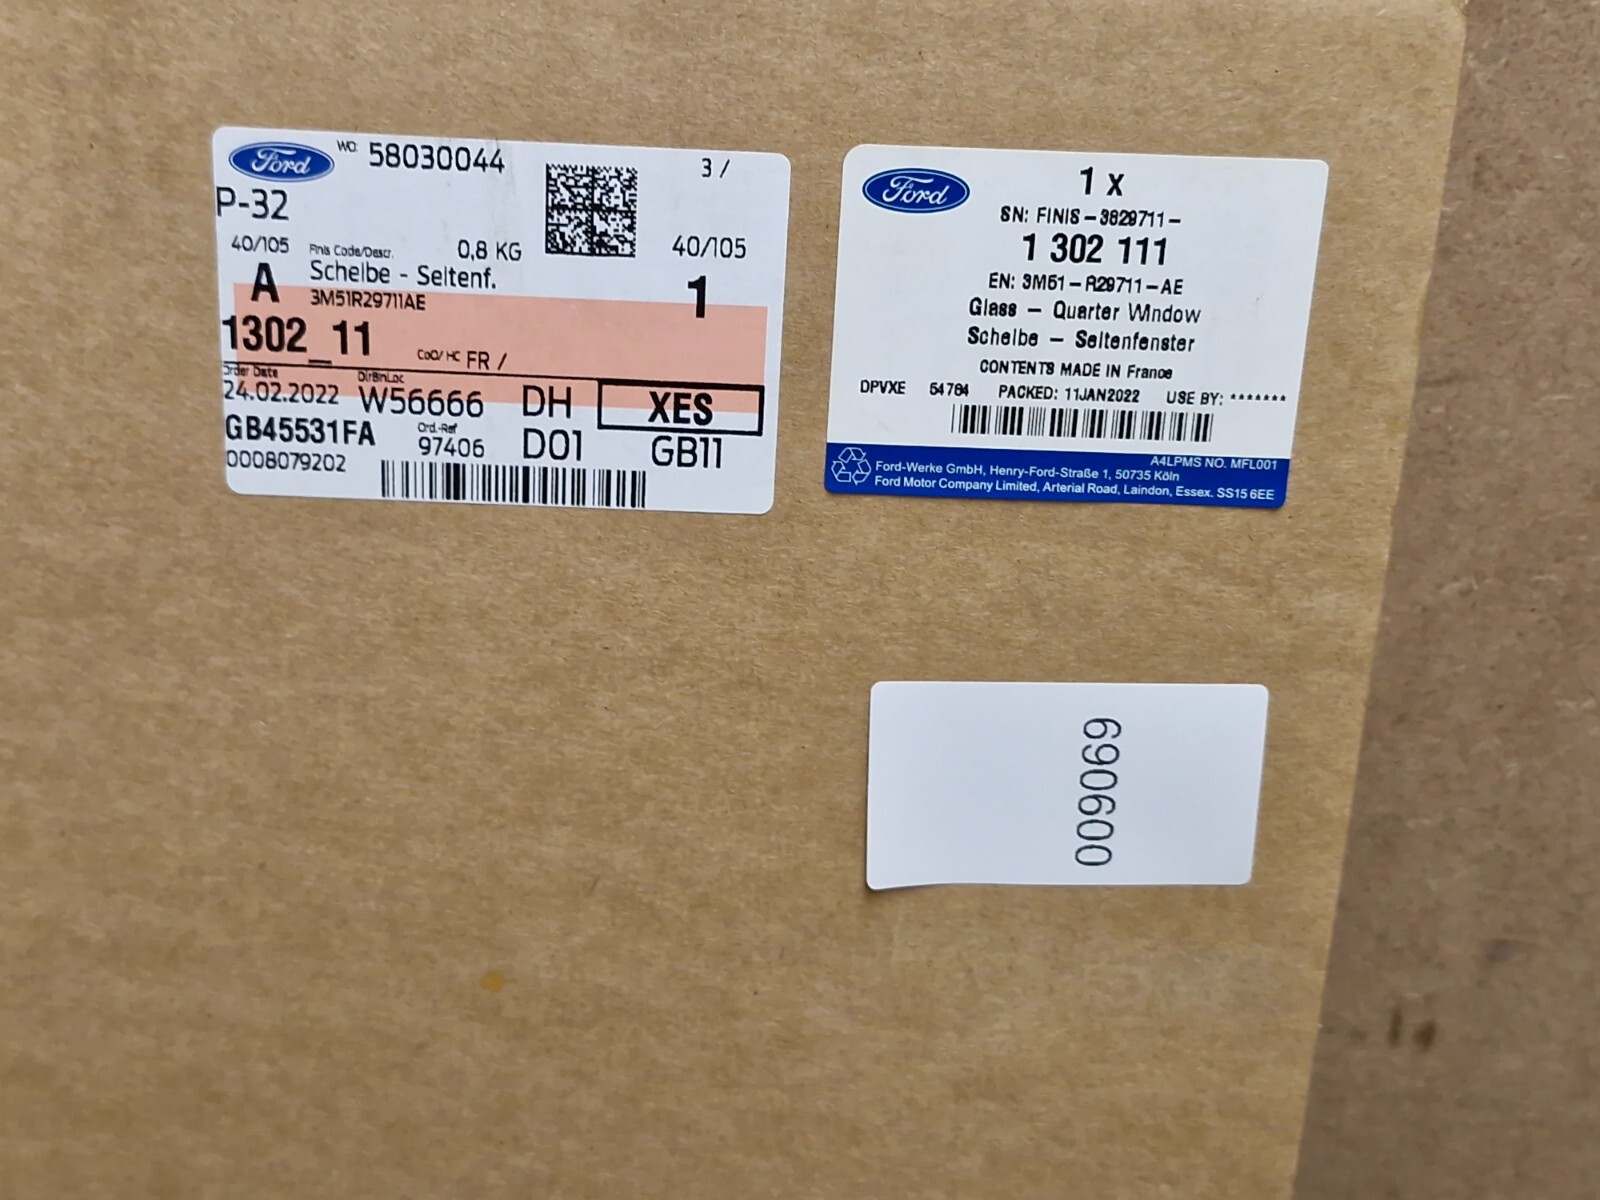 Ford
WO: 58030044
3 /
P-32
40/105
Finis Code/Descr.
0,8 KG
40/105
A
Scheibe - Seitenf.
3M51R29711AE
1
1302_11
CoO/ HC FR /
Order Date
DlrBinLoc
24.02.2022 W56666 DH XES
GB45531FA
Ord.-Ref
97406 D01 GB11
0008079202
Ford
1 x
SN: FINIS-3829711-
1 302 111
EN: 3M51-R29711-AE
Glass - Quarter Window
Scheibe - Seitenfenster
CONTENTS MADE IN France
DPVXE 54784 PACKED: 11JAN2022 USE BY: *******
A4LPMS NO. MFL001
Ford-Werke GmbH, Henry-Ford-Straße 1, 50735 Köln
Ford Motor Company Limited, Arterial Road, Laindon, Essex. SS15 6EE
0090669